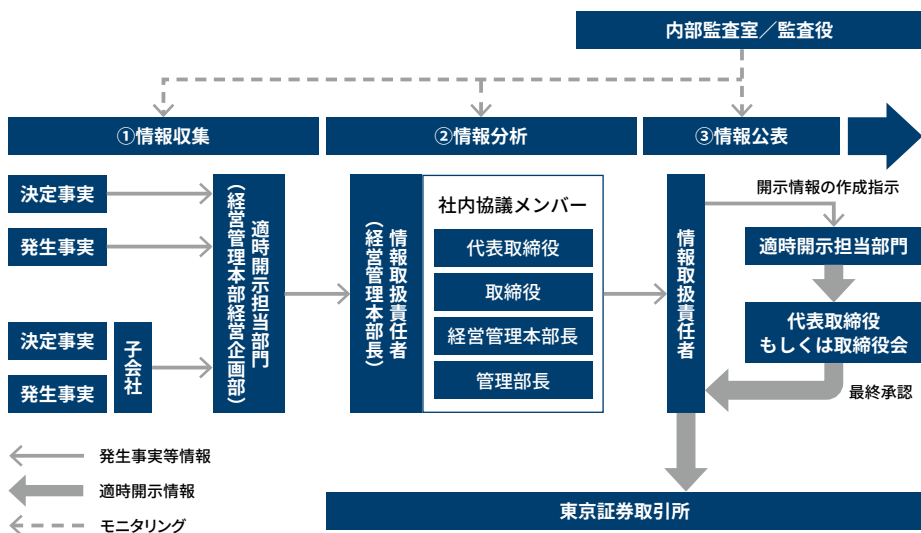 内部監査室／監査役
①情報収集
②情報分析
③情報公表
決定事実
発生事実
決定事実
発生事実
子会社
適時開示担当部門
（経営管理本部経営企画部）
情報取扱責任者
（経営管理本部長）
社内協議メンバー
代表取締役
取締役
経営管理本部長
管理部長
情報取扱責任者
開示情報の作成指示
適時開示担当部門
代表取締役
もしくは取締役会
最終承認
東京証券取引所
発生事実等情報
適時開示情報
モニタリング